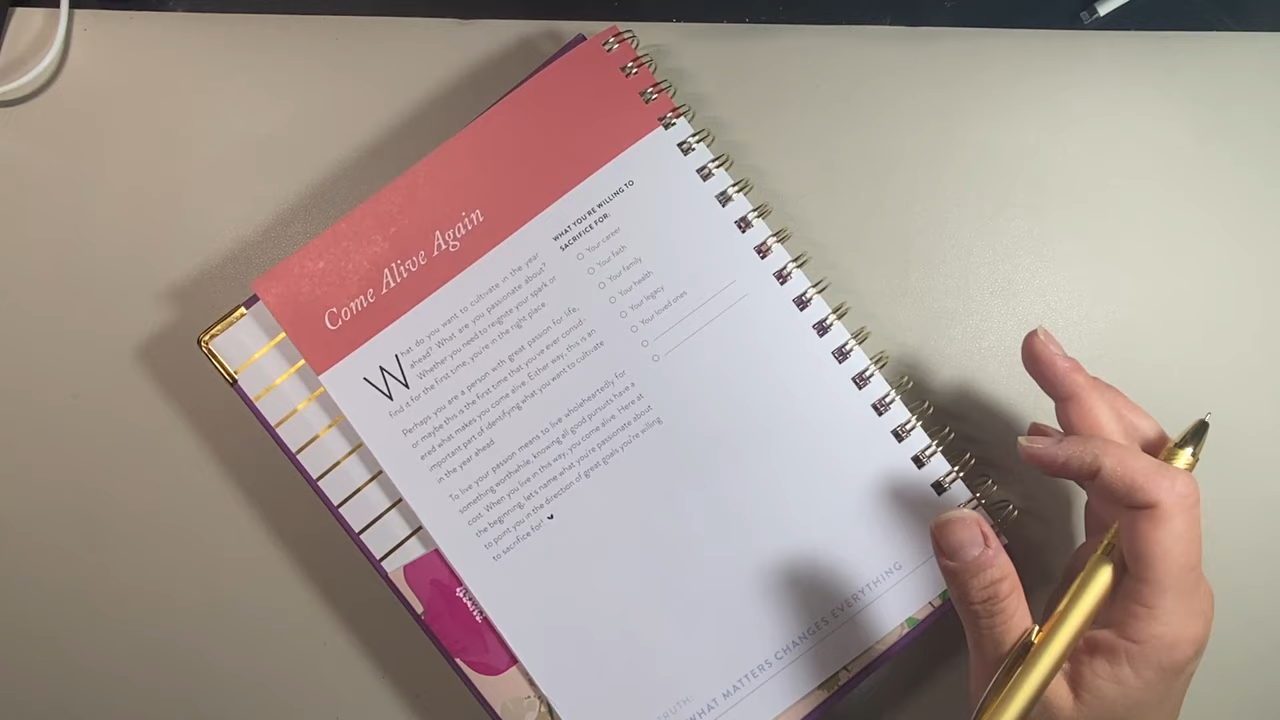 Come Alive Again
What do you want to cultivate in the year
ahead? What are you passionate about?
Whether you need to reignite your spark or
find it for the first time, you're in the right place.
Perhaps you are a person with great passion for life,
or maybe this is the first time that you've ever consid-
ered what makes you come alive. Either way, this is an
important part of identifying what you want to cultivate
in the year ahead.
To live your passion means to live wholeheartedly for
something worthwhile, knowing all good pursuits have a
cost. When you live in this way, you come alive. Here at
the beginning, let's name what you're passionate about
to point you in the direction of great goals you're willing
to sacrifice for!
WHAT YOU'RE WILLING TO
SACRIFICE FOR:
Your career
Your faith
Your family
Your health
Your legacy
Your loved ones
TRUTH:
WHAT MATTERS CHANGES EVERYTHING